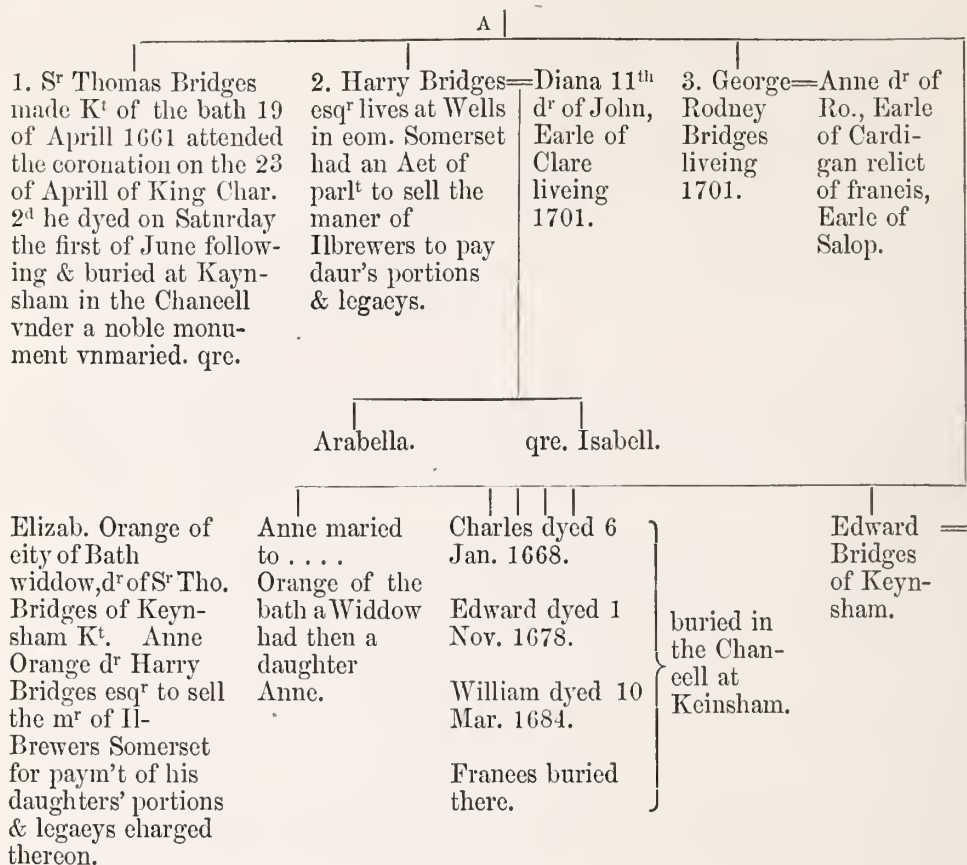 A
1. Sʳ Thomas Bridges
made Kᵗ of the bath 19
of Aprill 1661 attended
the coronation on the 23
of Aprill of King Char.
2ᵈ he dyed on Saturday
the first of June follow-
ing & buried at Kayn-
sham in the Chancell
vnder a noble monu-
ment vnmaried. qre.
2. Harry Bridges=
esqʳ lives at Wells
in com. Somerset
had an Act of
parlᵗ to sell the
maner of
Ilbrewers to pay
daur's portions
& legacys.
Diana 11ᵗʰ
dʳ of John,
Earle of
Clare
liveing
1701.
3. George=
Rodney
Bridges
liveing
1701.
Anne dʳ of
Ro., Earle
of Cardi-
gan relict
of francis,
Earle of
Salop.
Arabella.
qre. Isabell.
Elizab. Orange of
city of Bath
widdow, dʳ of Sʳ Tho.
Bridges of Keyn-
sham Kᵗ. Anne
Orange dʳ Harry
Bridges esqʳ to sell
the mʳ of Il-
Brewers Somerset
for paym't of his
daughters' portions
& legacys charged
thereon.
Anne maried
to . . . .
Orange of the
bath a Widdow
had then a
daughter
Anne.
Charles dyed 6
Jan. 1668.
Edward dyed 1
Nov. 1678.
William dyed 10
Mar. 1684.
Frances buried
there.
buried in
the Chan-
cell at
Keinsham.
Edward =
Bridges
of Keyn-
sham.